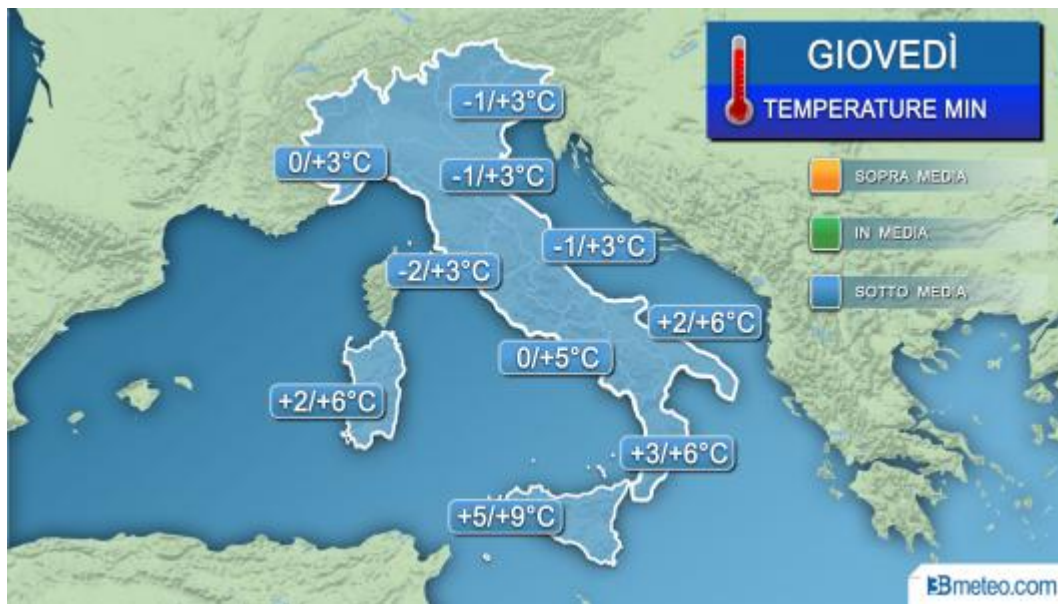 GIOVEDÌ
TEMPERATURE MIN
SOPRA MEDIA
IN MEDIA
SOTTO MEDIA
-1/+3°C
0/+3°C
-1/+3°C
-1/+3°C
-2/+3°C
+2/+6°C
0/+5°C
+2/+6°C
+3/+6°C
+5/+9°C
3Bmeteo.com